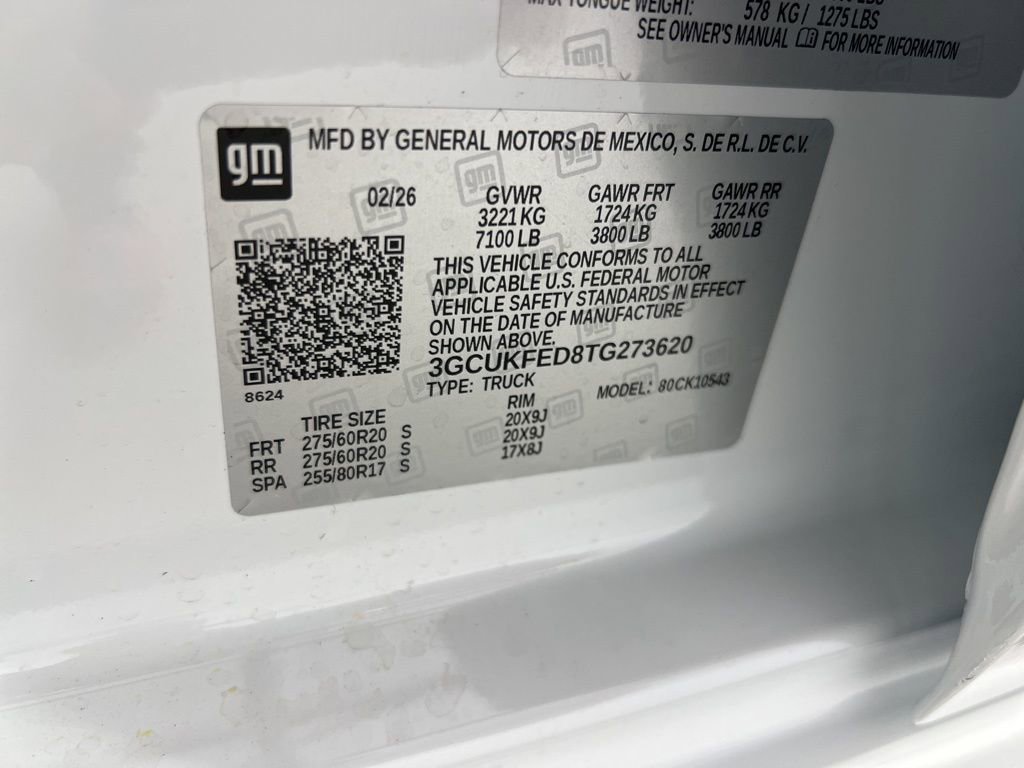 MAX TONGUE WEIGHT: 578 KG / 1275 LBS
SEE OWNER'S MANUAL FOR MORE INFORMATION
gm
MFD BY GENERAL MOTORS DE MEXICO, S. DE R.L. DE C.V.
02/26 GVWR GAWR FRT GAWR RR
3221 KG 1724 KG 1724 KG
7100 LB 3800 LB 3800 LB
THIS VEHICLE CONFORMS TO ALL
APPLICABLE U.S. FEDERAL MOTOR
VEHICLE SAFETY STANDARDS IN EFFECT
ON THE DATE OF MANUFACTURE
SHOWN ABOVE.
3GCUKFED8TG273620
TYPE: TRUCK MODEL: 80CK10543
8624
TIRE SIZE RIM
FRT 275/60R20 S 20X9J
RR 275/60R20 S 20X9J
SPA 255/80R17 S 17X8J